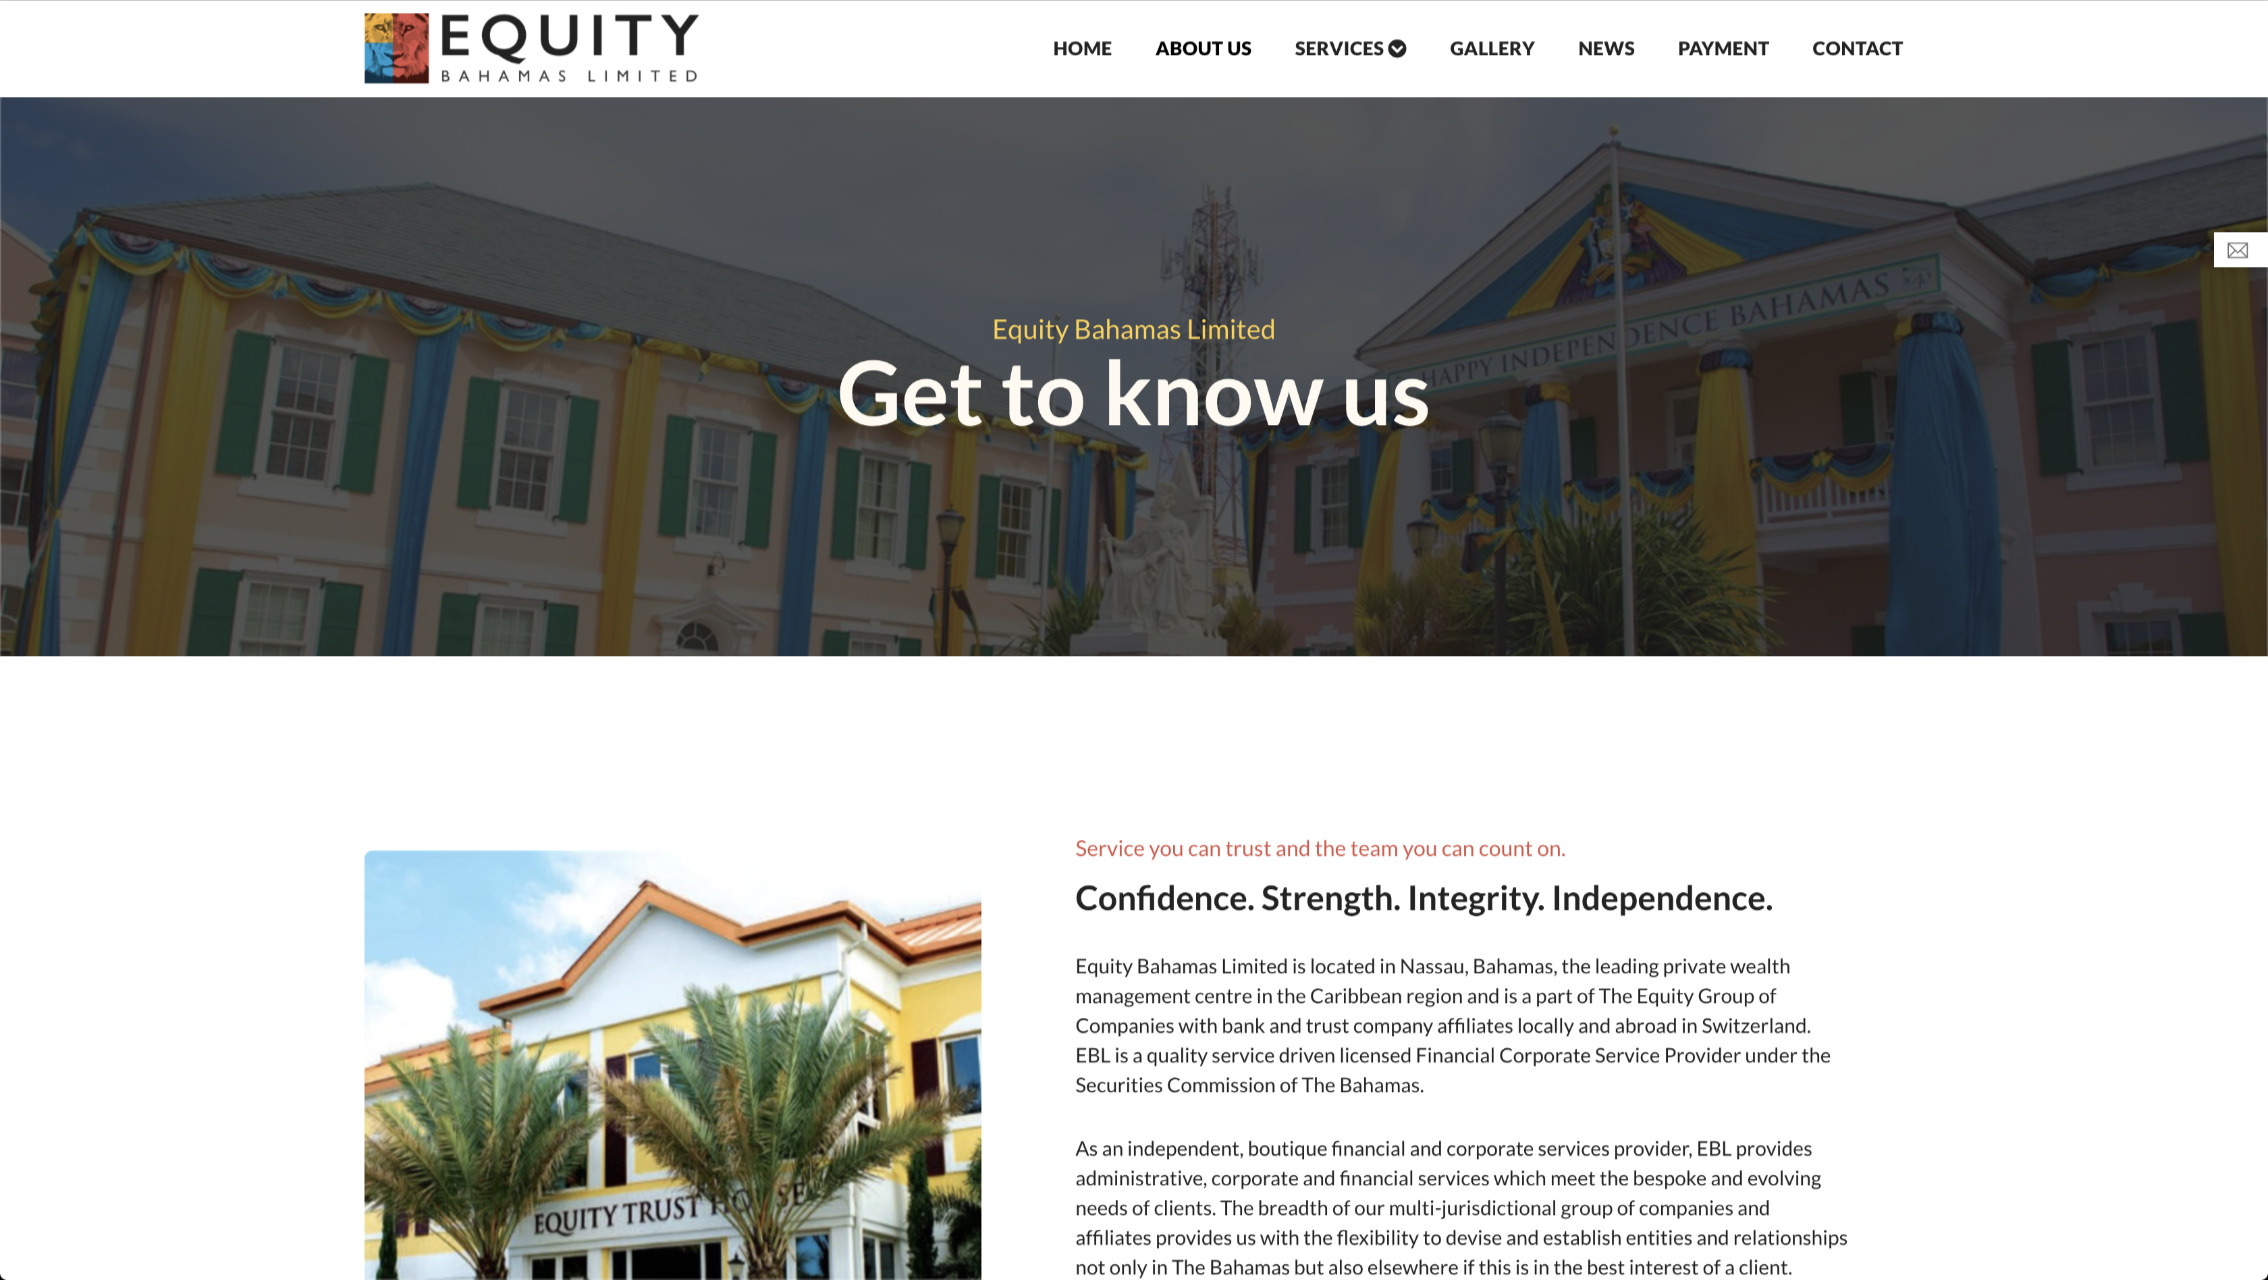 EQUITY
BAHAMAS LIMITED
HOME ABOUT US SERVICES GALLERY NEWS PAYMENT CONTACT
HAPPY INDEPENDENCE BAHAMAS
Equity Bahamas Limited
Get to know us
Service you can trust and the team you can count on.
Confidence. Strength. Integrity. Independence.
Equity Bahamas Limited is located in Nassau, Bahamas, the leading private wealth
management centre in the Caribbean region and is a part of The Equity Group of
Companies with bank and trust company affiliates locally and abroad in Switzerland.
EBL is a quality service driven licensed Financial Corporate Service Provider under the
Securities Commission of The Bahamas.
As an independent, boutique financial and corporate services provider, EBL provides
administrative, corporate and financial services which meet the bespoke and evolving
needs of clients. The breadth of our multi-jurisdictional group of companies and
affiliates provides us with the flexibility to devise and establish entities and relationships
not only in The Bahamas but also elsewhere if this is in the best interest of a client.
EQUITY TRUST HOUSE